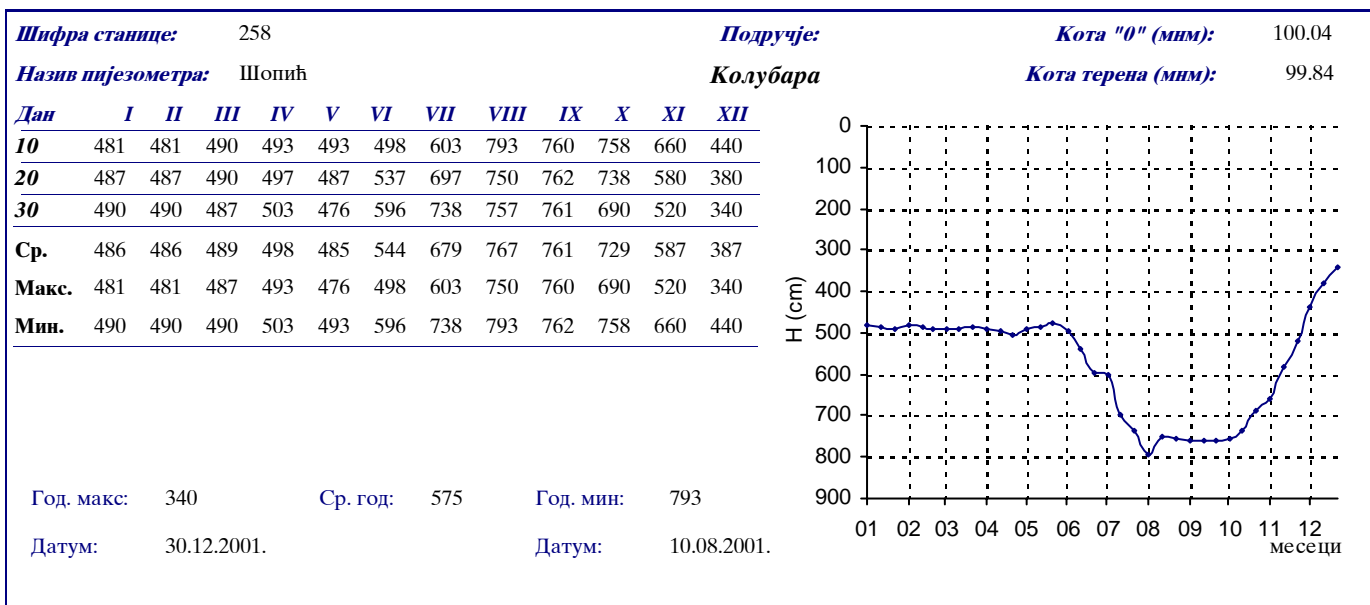 Шифра станице: 258 Подручје: Кота "0" (мнм): 100.04
Назив пијезометра: Шопић Колубара Кота терена (мнм): 99.84
Дан I II III IV V VI VII VIII IX X XI XII
10 481 481 490 493 493 498 603 793 760 758 660 440
20 487 487 490 497 487 537 697 750 762 738 580 380
30 490 490 487 503 476 596 738 757 761 690 520 340
Ср. 486 486 489 498 485 544 679 767 761 729 587 387
Макс. 481 481 487 493 476 498 603 750 760 690 520 340
Мин. 490 490 490 503 493 596 738 793 762 758 660 440
Год. макс: 340 Ср. год: 575 Год. мин: 793
Датум: 30.12.2001. Датум: 10.08.2001.
H (cm)
0
100
200
300
400
500
600
700
800
900
01 02 03 04 05 06 07 08 09 10 11 12
месеци